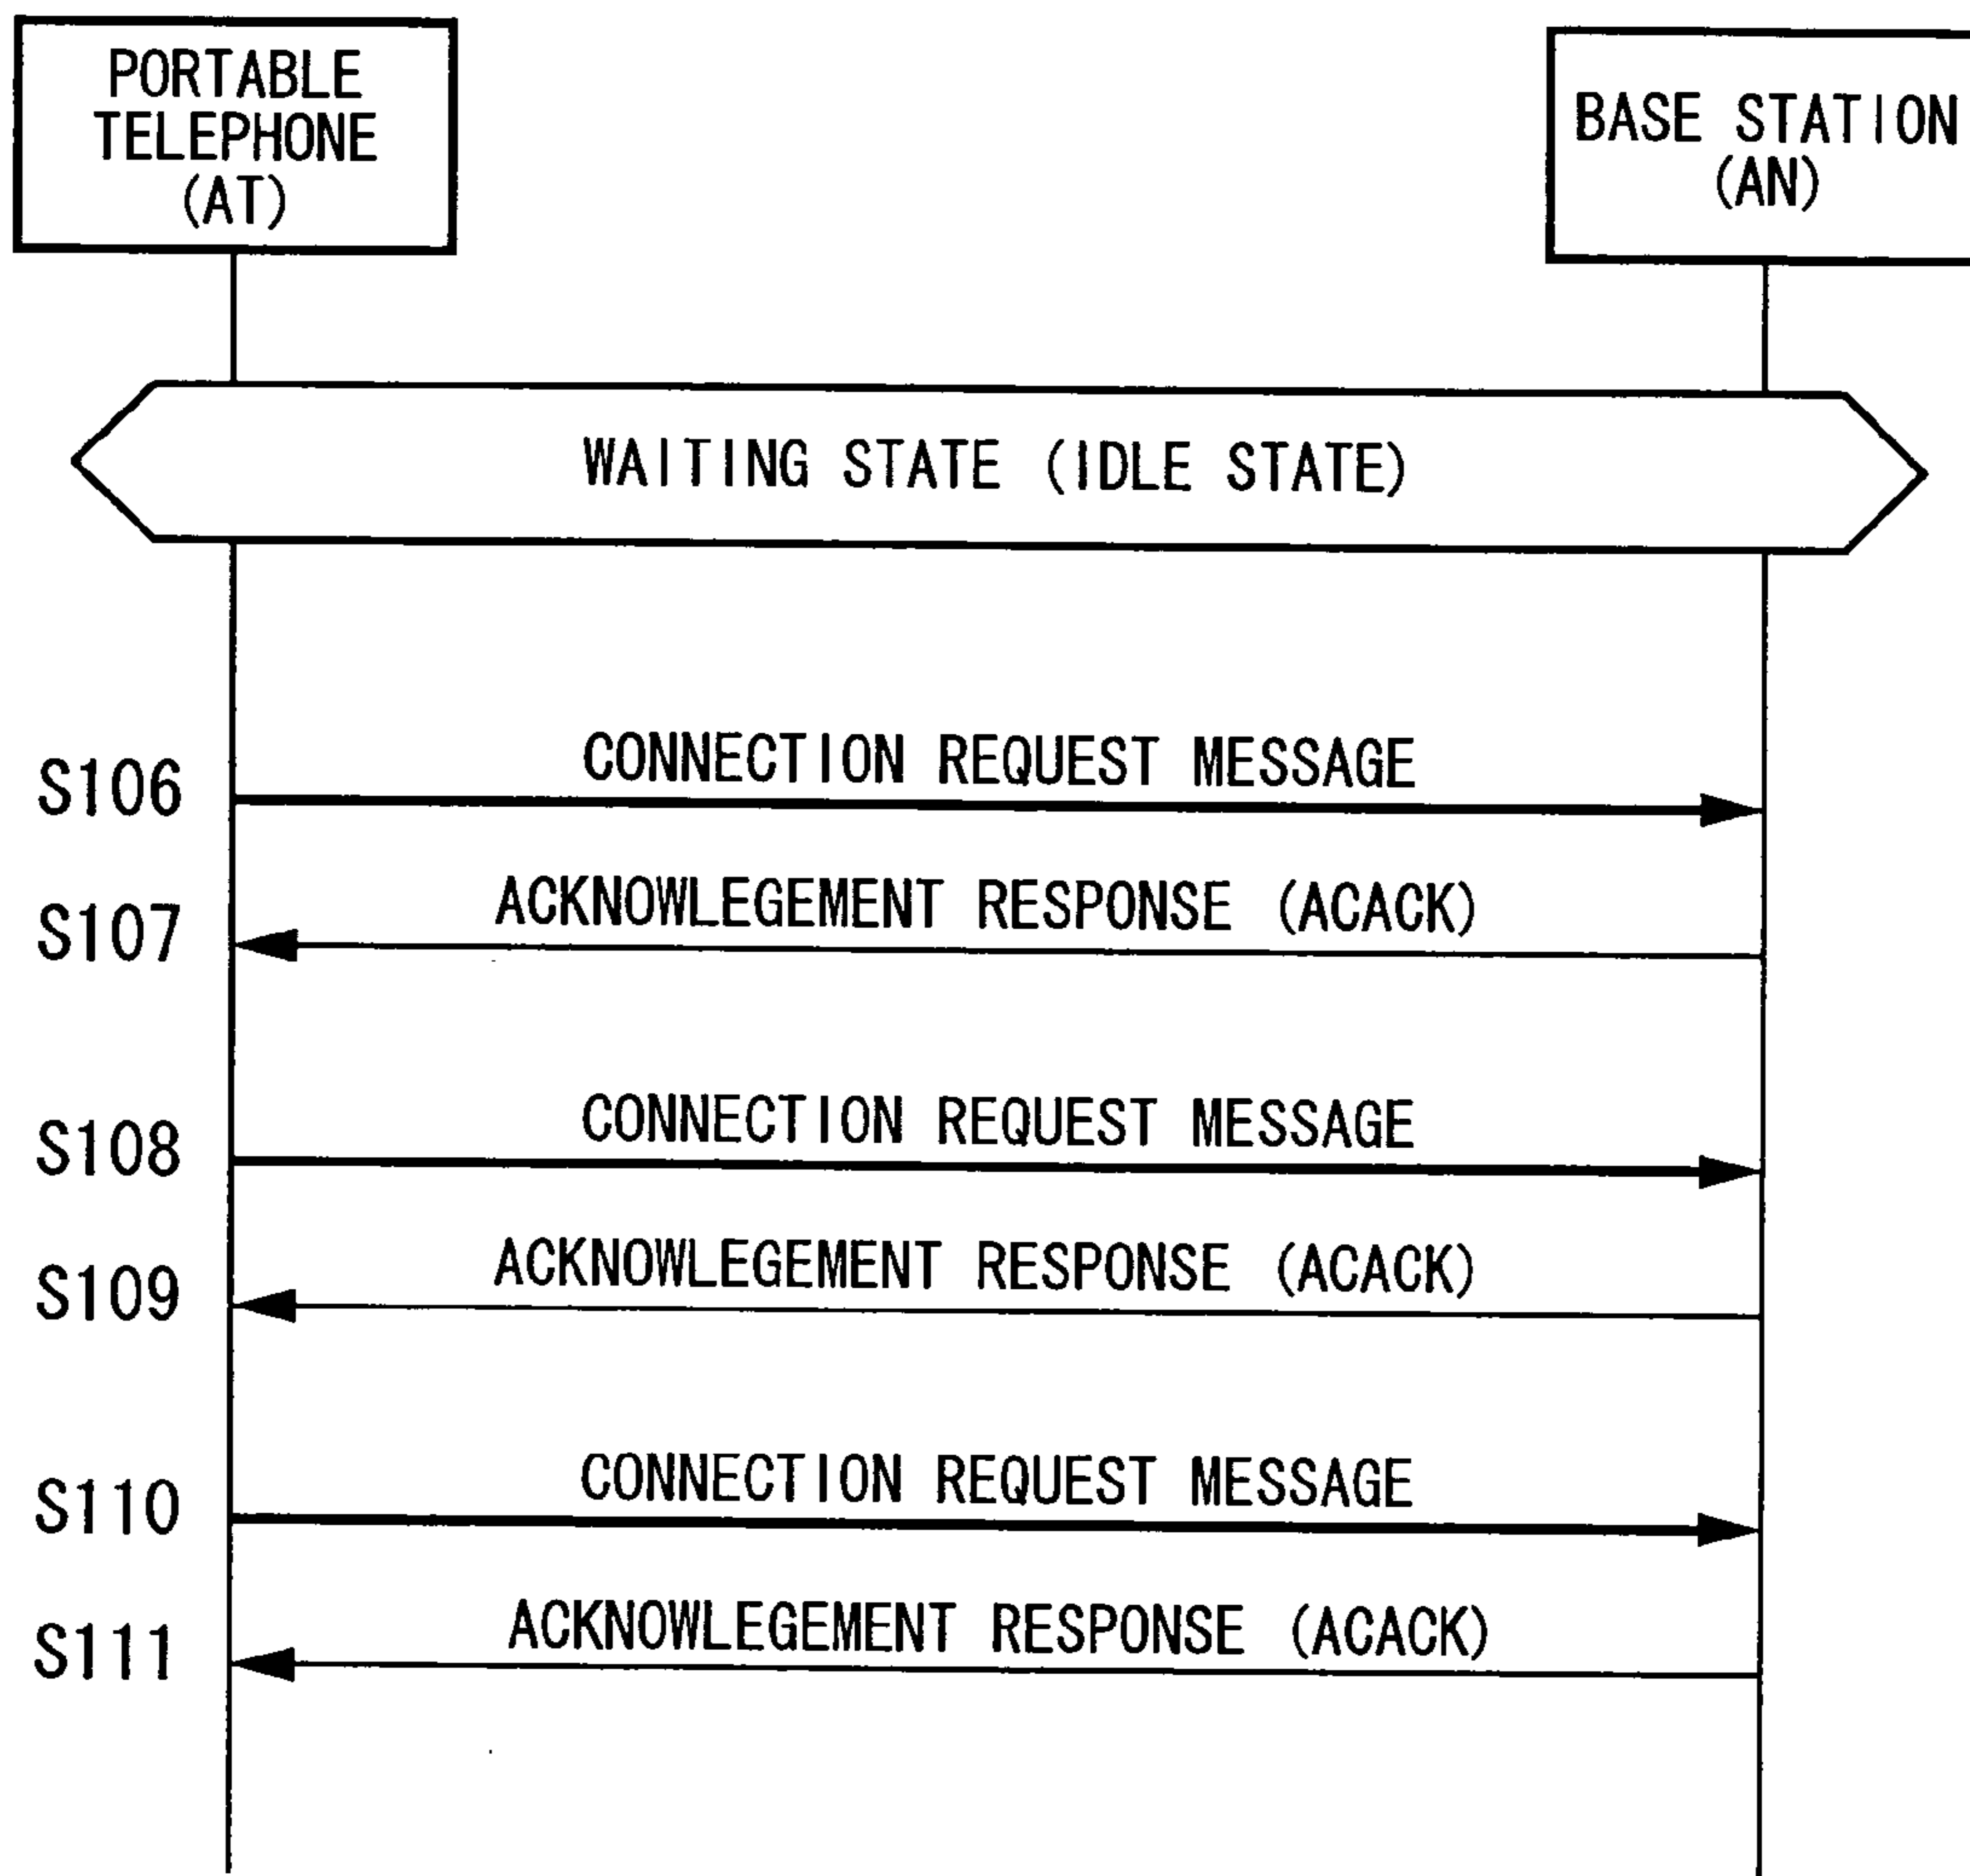 PORTABLE
TELEPHONE
(AT)
BASE STATION
(AN)
WAITING STATE (IDLE STATE)
S106
CONNECTION REQUEST MESSAGE
S107
ACKNOWLEGEMENT RESPONSE (ACACK)
S108
CONNECTION REQUEST MESSAGE
S109
ACKNOWLEGEMENT RESPONSE (ACACK)
S110
CONNECTION REQUEST MESSAGE
S111
ACKNOWLEGEMENT RESPONSE (ACACK)